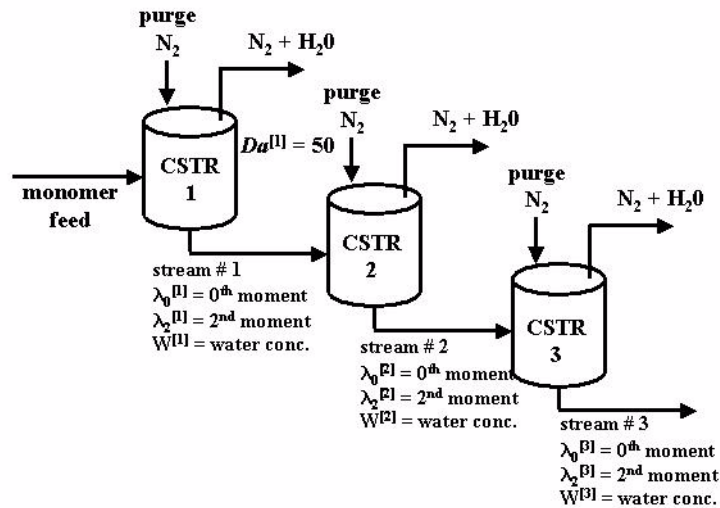 purge
N₂
N₂ + H₂0
monomer
feed
CSTR
1
Da[1] = 50
stream # 1
λ₀[1] = 0th moment
λ₂[1] = 2nd moment
W[1] = water conc.
purge
N₂
N₂ + H₂0
CSTR
2
stream # 2
λ₀[2] = 0th moment
λ₂[2] = 2nd moment
W[2] = water conc.
purge
N₂
N₂ + H₂0
CSTR
3
stream # 3
λ₀[3] = 0th moment
λ₂[3] = 2nd moment
W[3] = water conc.